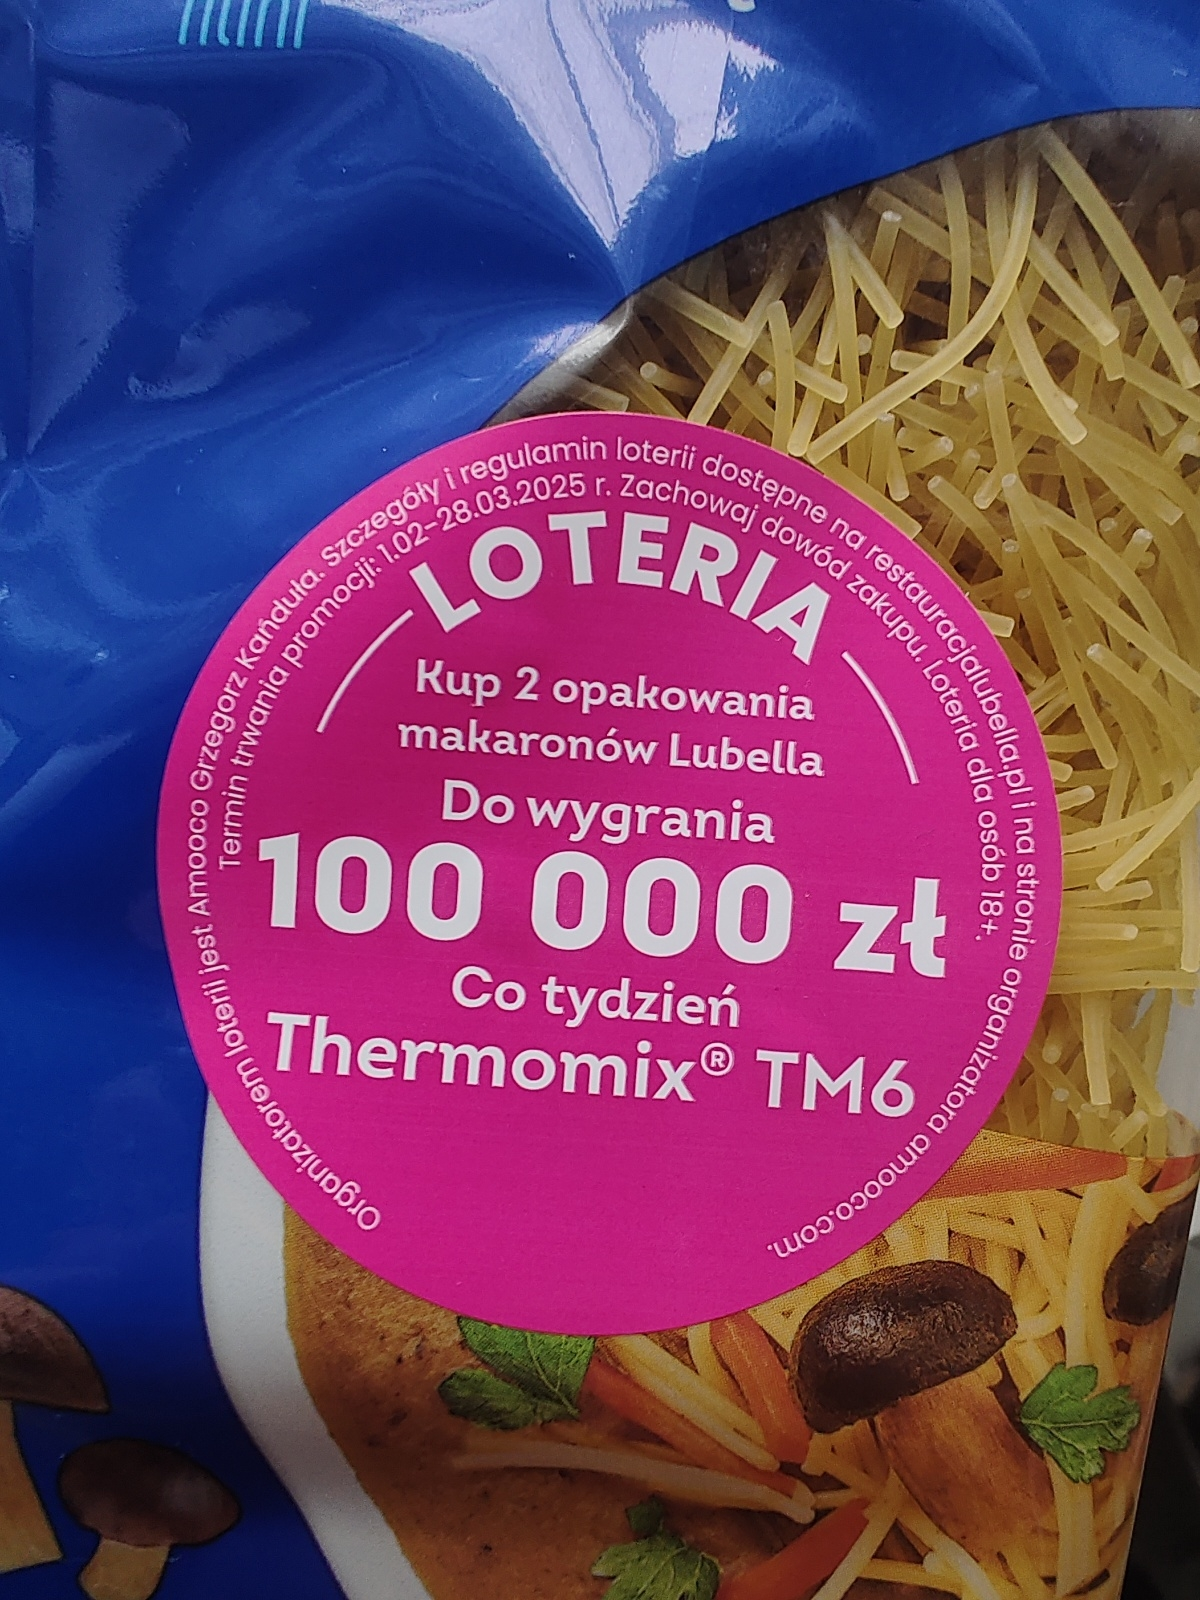 LOTERIA
Kup 2 opakowania
makaronów Lubella
Do wygrania
100 000 zł
Co tydzień
Thermomix® TM6
Organizatorem loterii jest Amooco Grzegorz Kańduła. Szczegóły i regulamin loterii dostępne na restauracjalubella.pl i na stronie organizatora amooco.com.
Termin trwania promocji: 1.02-28.03.2025 r. Zachowaj dowód zakupu. Loteria dla osób 18+.